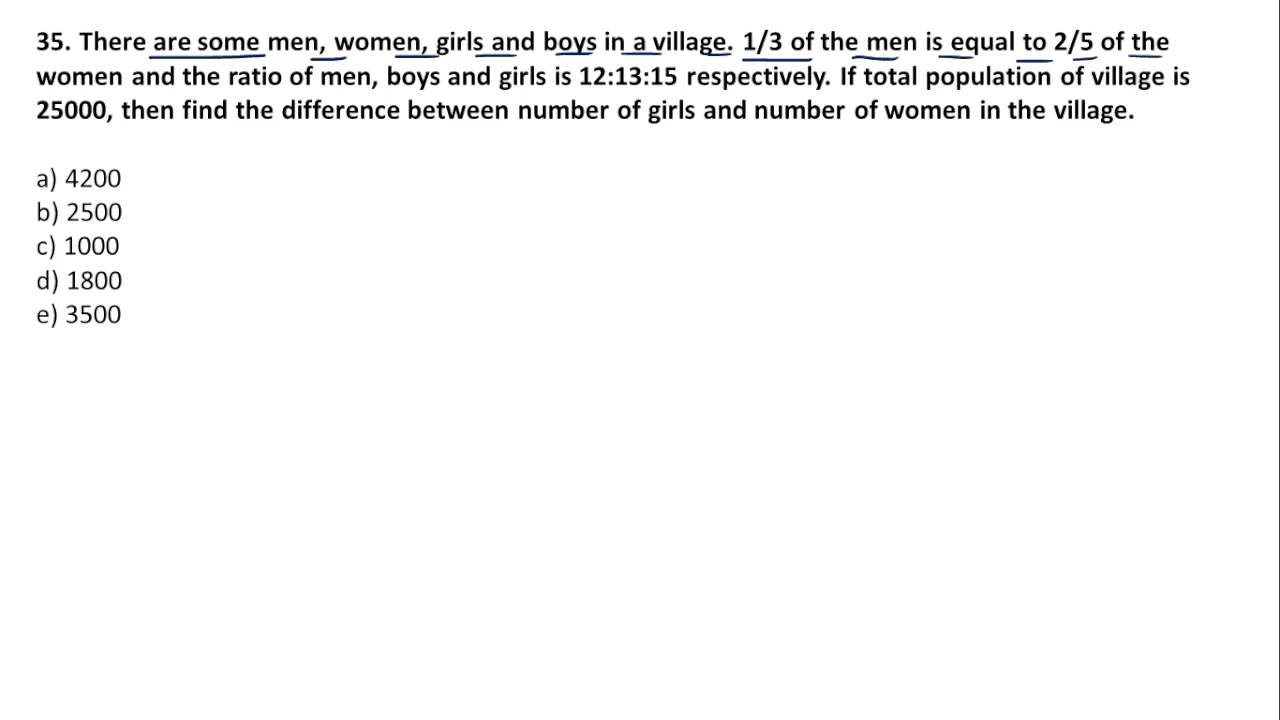 35. There are some men, women, girls and boys in a village. 1/3 of the men is equal to 2/5 of the
women and the ratio of men, boys and girls is 12:13:15 respectively. If total population of village is
25000, then find the difference between number of girls and number of women in the village.
a) 4200
b) 2500
c) 1000
d) 1800
e) 3500